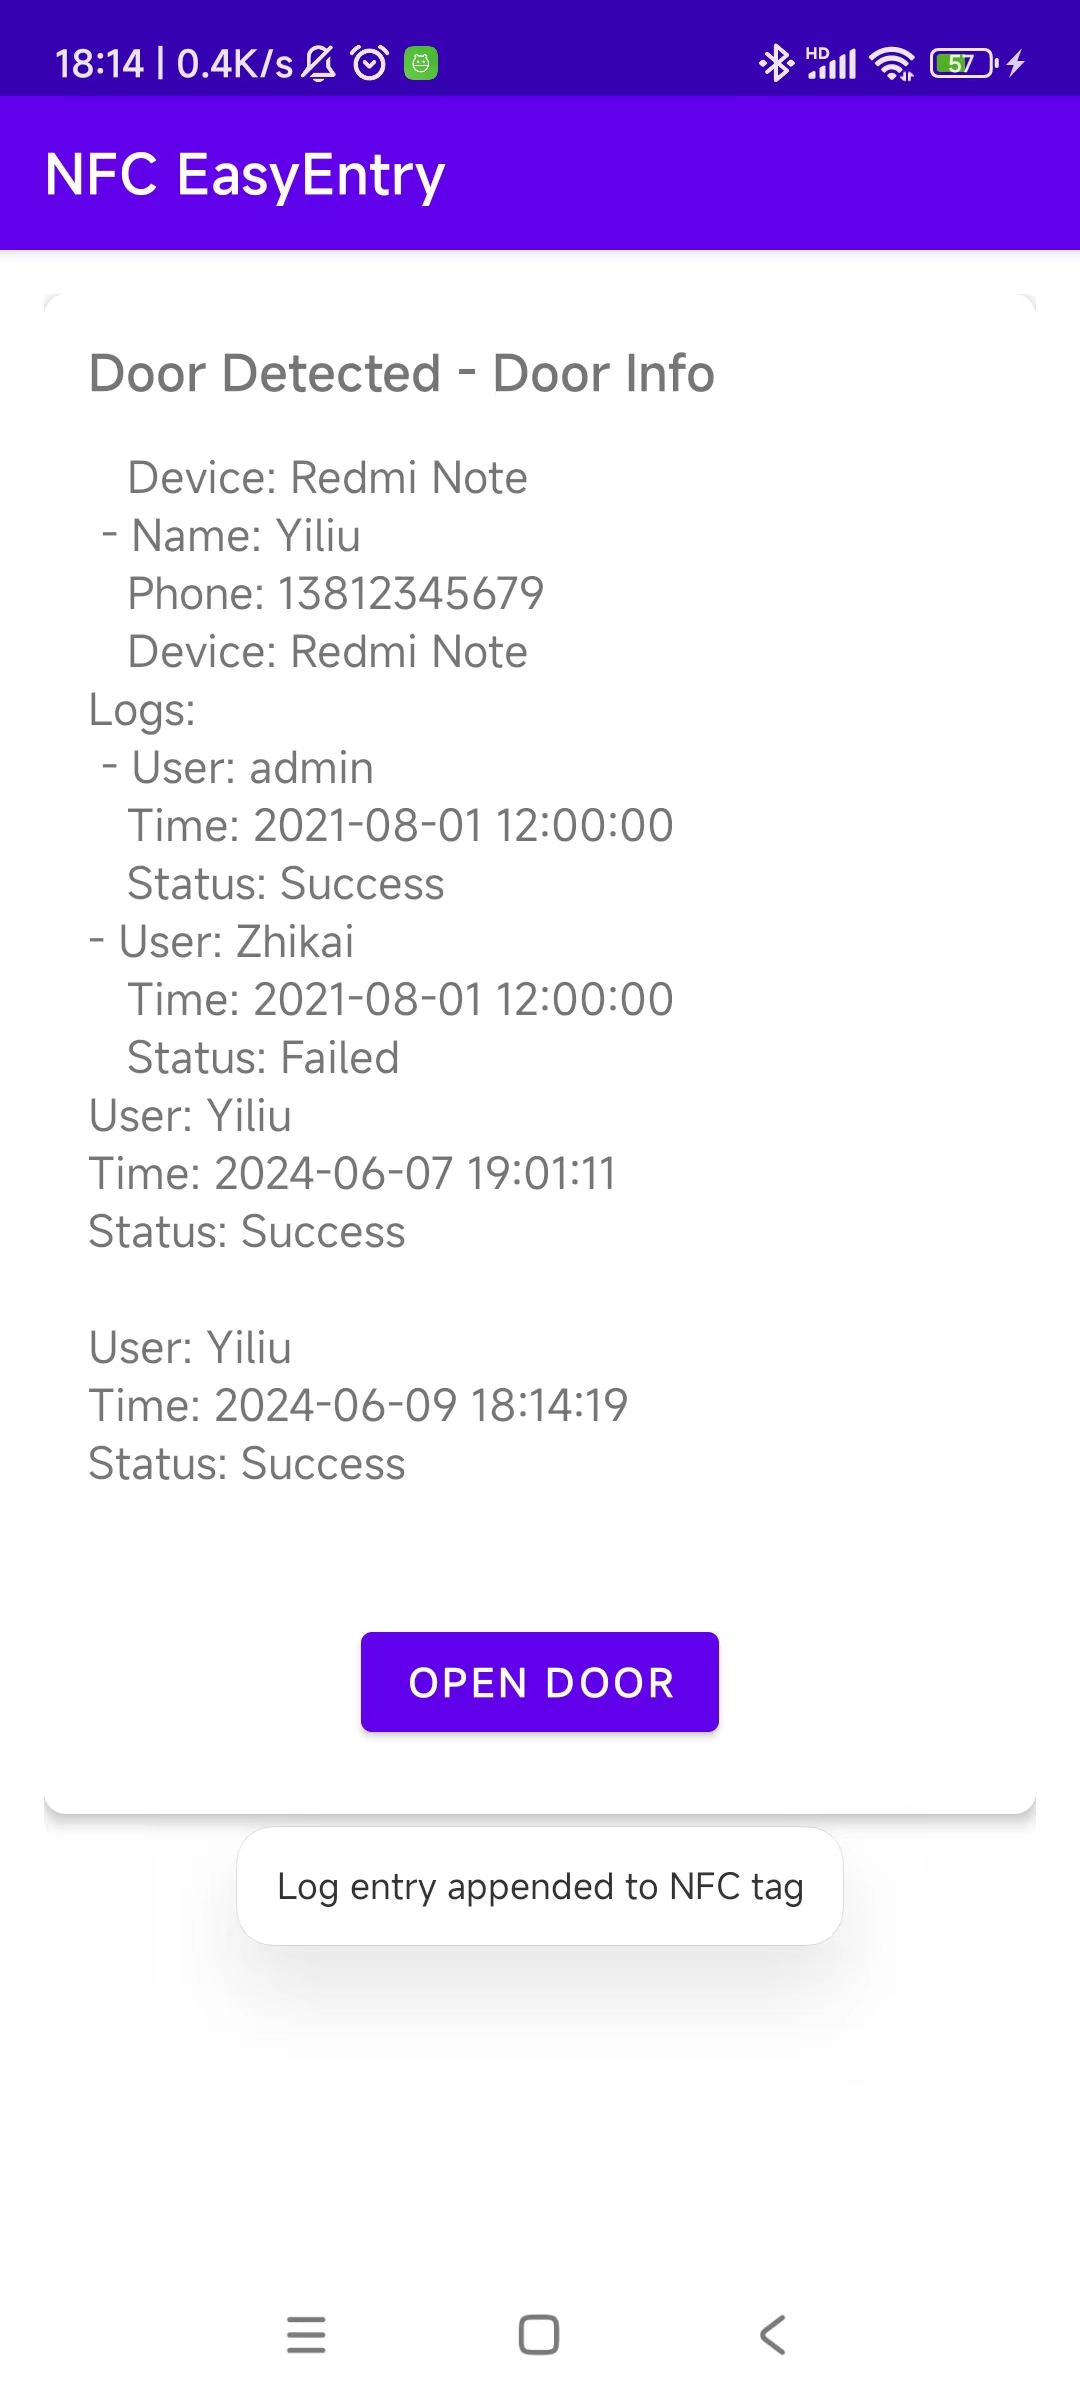 18:14 | 0.4K/s
HD
57
NFC EasyEntry
Door Detected - Door Info
Device: Redmi Note
- Name: Yiliu
Phone: 13812345679
Device: Redmi Note
Logs:
- User: admin
Time: 2021-08-01 12:00:00
Status: Success
- User: Zhikai
Time: 2021-08-01 12:00:00
Status: Failed
User: Yiliu
Time: 2024-06-07 19:01:11
Status: Success
User: Yiliu
Time: 2024-06-09 18:14:19
Status: Success
OPEN DOOR
Log entry appended to NFC tag